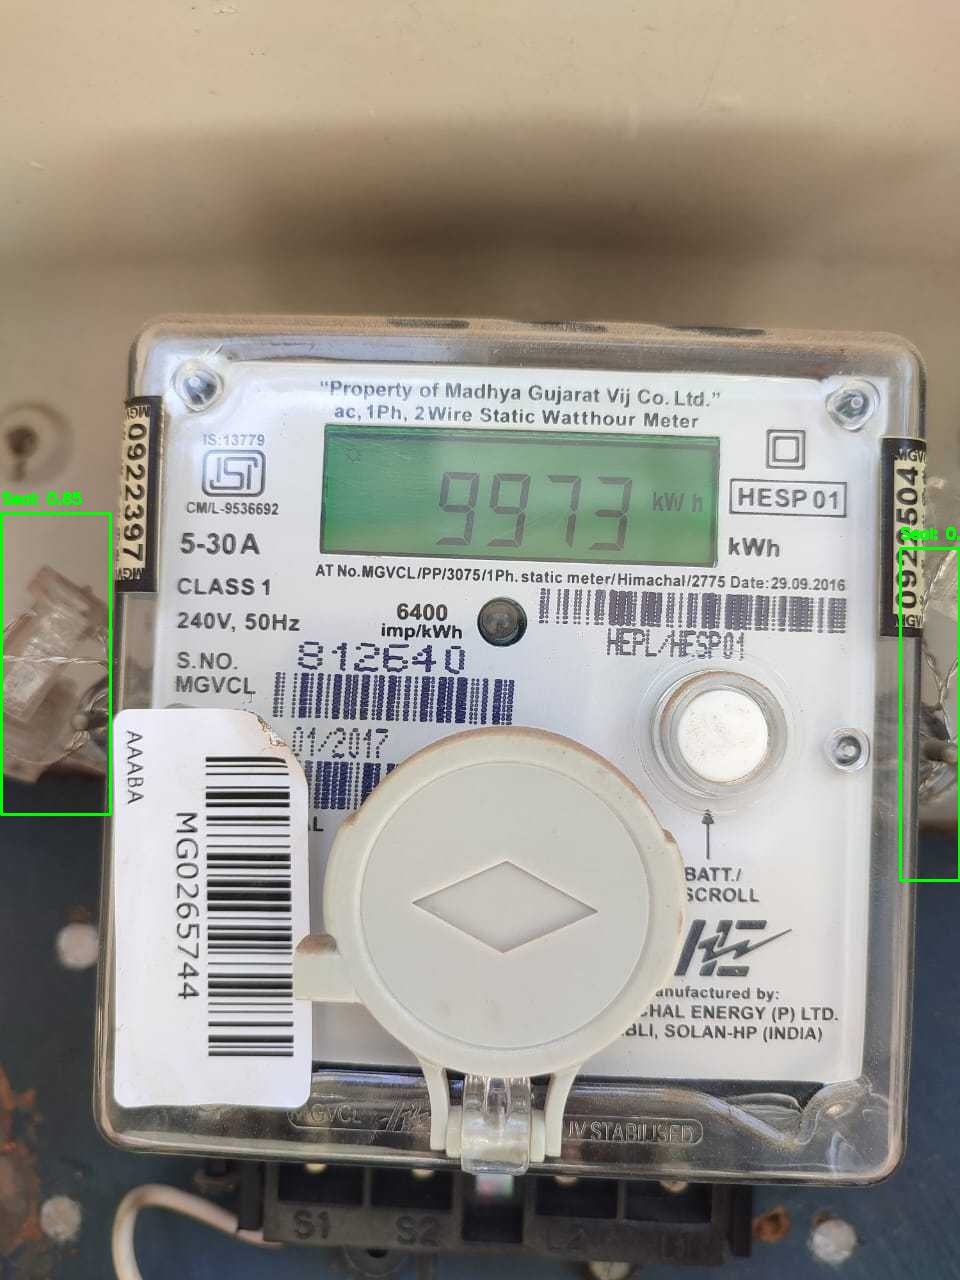 "Property of Madhya Gujarat Vij Co. Ltd."
ac, 1Ph, 2Wire Static Watthour Meter
IS:13779
ISI
CM/L-9536692
9973 kWh
HESP 01
5-30A
kWh
AT No.MGVCL/PP/3075/1Ph. static meter/Himachal/2775 Date:29.09.2016
CLASS 1
240V, 50Hz
6400
imp/kWh
HEPL/HESP01
S.NO.
812640
MGVCL
01/2017
AAABA
MG0265744
BATT./
SCROLL
HE
anufactured by:
CHAL ENERGY (P) LTD.
BLI, SOLAN-HP (INDIA)
MGVCL
UV STABILISED
S1 S2 L2
0922397
0922504
Seal: 0.85
Seal: 0.